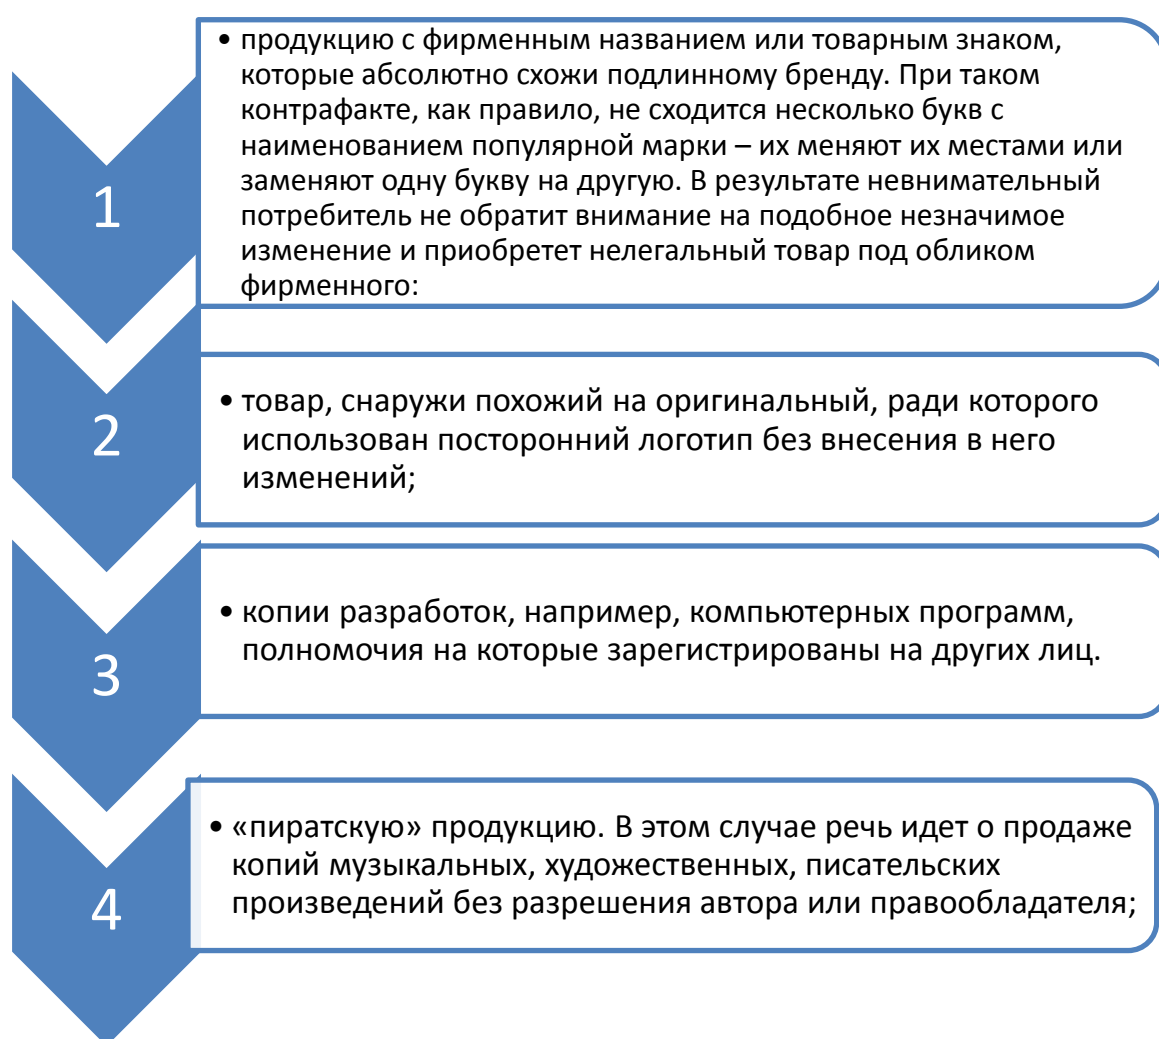 1
• продукцию с фирменным названием или товарным знаком,
которые абсолютно схожи подлинному бренду. При таком
контрафакте, как правило, не сходится несколько букв с
наименованием популярной марки – их меняют их местами или
заменяют одну букву на другую. В результате невнимательный
потребитель не обратит внимание на подобное незначимое
изменение и приобретет нелегальный товар под обликом
фирменного:
2
• товар, снаружи похожий на оригинальный, ради которого
использован посторонний логотип без внесения в него
изменений;
3
• копии разработок, например, компьютерных программ,
полномочия на которые зарегистрированы на других лиц.
4
• «пиратскую» продукцию. В этом случае речь идет о продаже
копий музыкальных, художественных, писательских
произведений без разрешения автора или правообладателя;